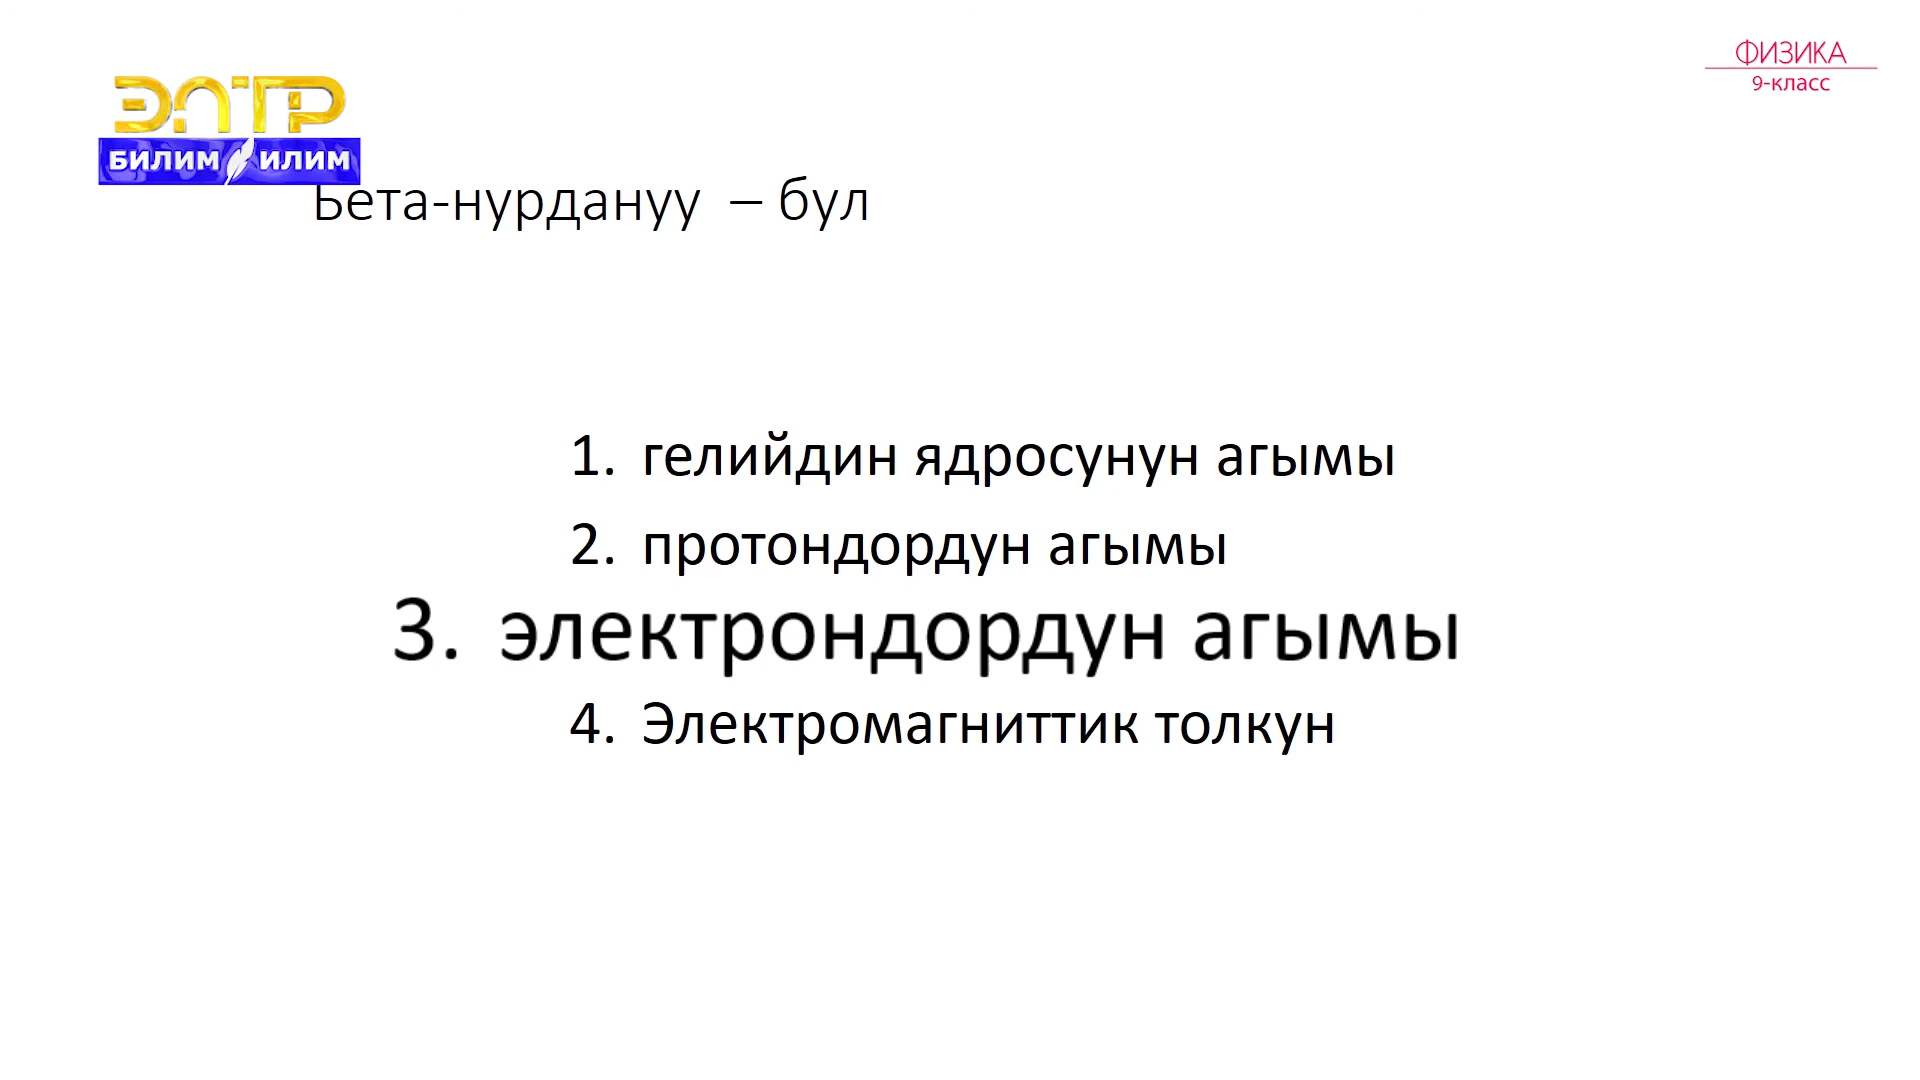 ФИЗИКА
9-класс
ЭЛТР
БИЛИМ ИЛИМ
Бета-нурдануу – бул
1. гелийдин ядросунун агымы
2. протондордун агымы
3. электрондордун агымы
4. Электромагниттик толкун